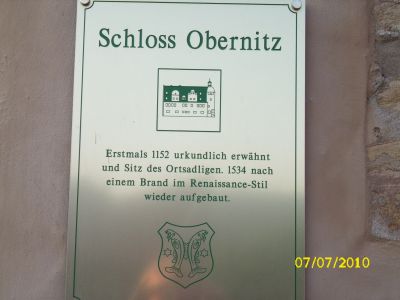 Schloss Obernitz
Erstmals 1152 urkundlich erwähnt
und Sitz des Ortsadligen. 1534 nach
einem Brand im Renaissance-Stil
wieder aufgebaut.
07/07/2010